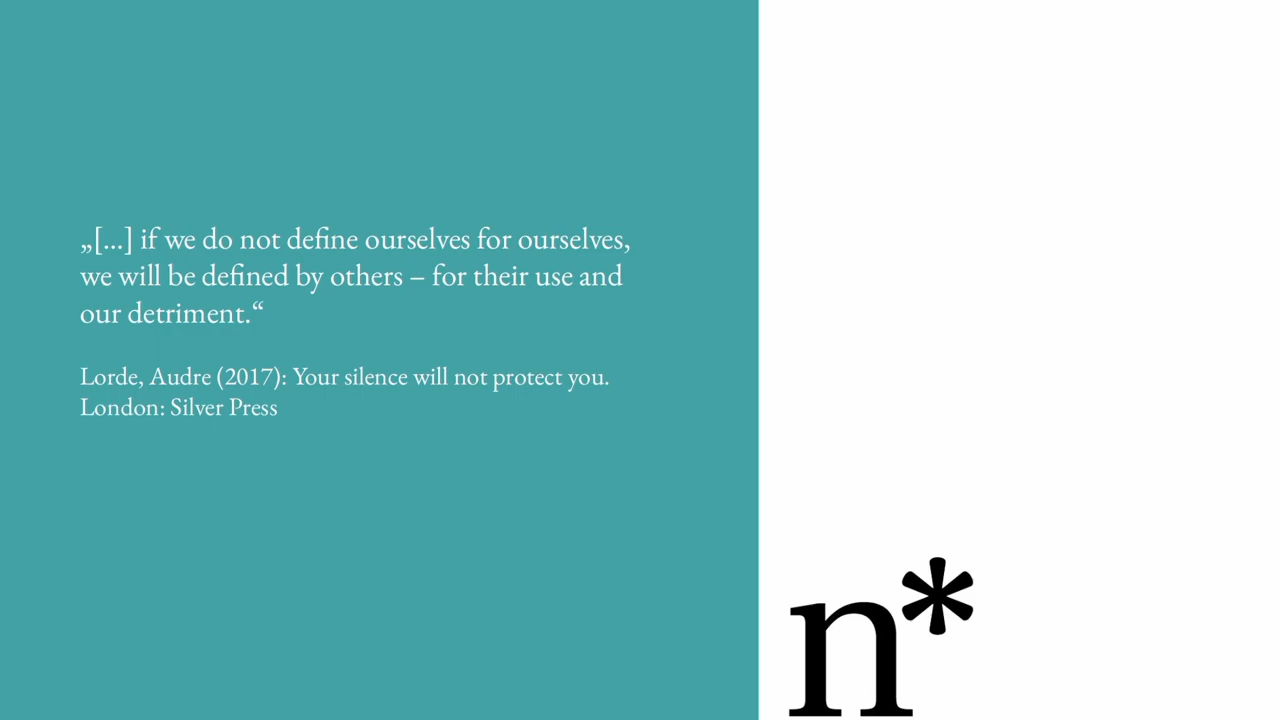 „[…] if we do not define ourselves for ourselves,
we will be defined by others – for their use and
our detriment.“
Lorde, Audre (2017): Your silence will not protect you.
London: Silver Press
n*